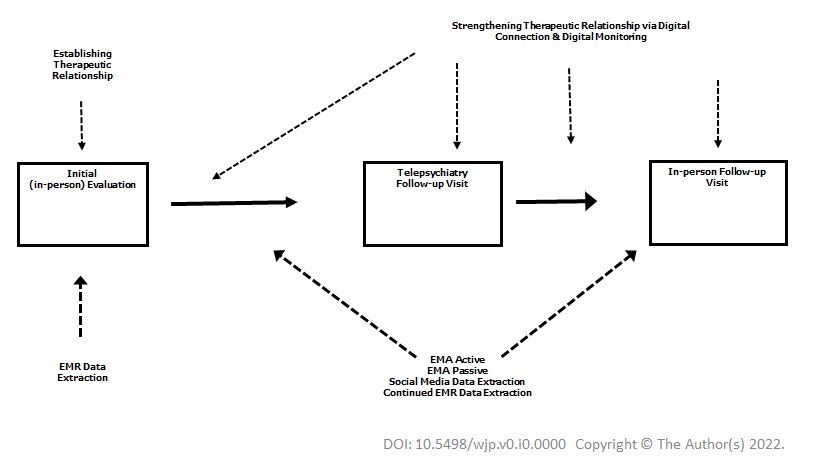 Strengthening Therapeutic Relationship via Digital
Connection & Digital Monitoring
Establishing
Therapeutic
Relationship
Initial
(in-person) Evaluation
Telepsychiatry
Follow-up Visit
In-person Follow-up
Visit
EMR Data
Extraction
EMA Active
EMA Passive
Social Media Data Extraction
Continued EMR Data Extraction
DOI: 10.5498/wjp.v0.i0.0000 Copyright © The Author(s) 2022.